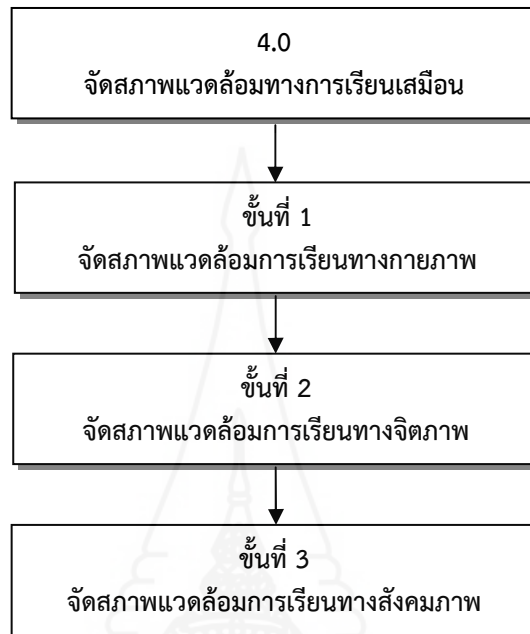 4.0
จัดสภาพแวดล้อมทางการเรียนเสมือน
ขั้นที่ 1
จัดสภาพแวดล้อมการเรียนทางกายภาพ
ขั้นที่ 2
จัดสภาพแวดล้อมการเรียนทางจิตภาพ
ขั้นที่ 3
จัดสภาพแวดล้อมการเรียนทางสังคมภาพ